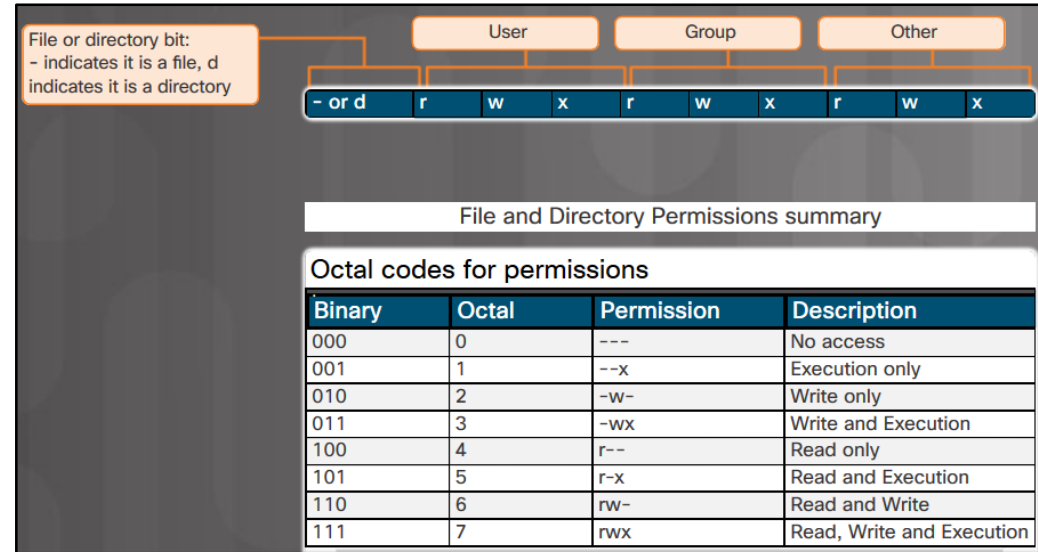 File or directory bit:
- indicates it is a file, d
indicates it is a directory
User Group Other
- or d r w x r w x r w x
File and Directory Permissions summary
Octal codes for permissions
Binary Octal Permission Description
000 0 --- No access
001 1 --x Execution only
010 2 -w- Write only
011 3 -wx Write and Execution
100 4 r-- Read only
101 5 r-x Read and Execution
110 6 rw- Read and Write
111 7 rwx Read, Write and Execution